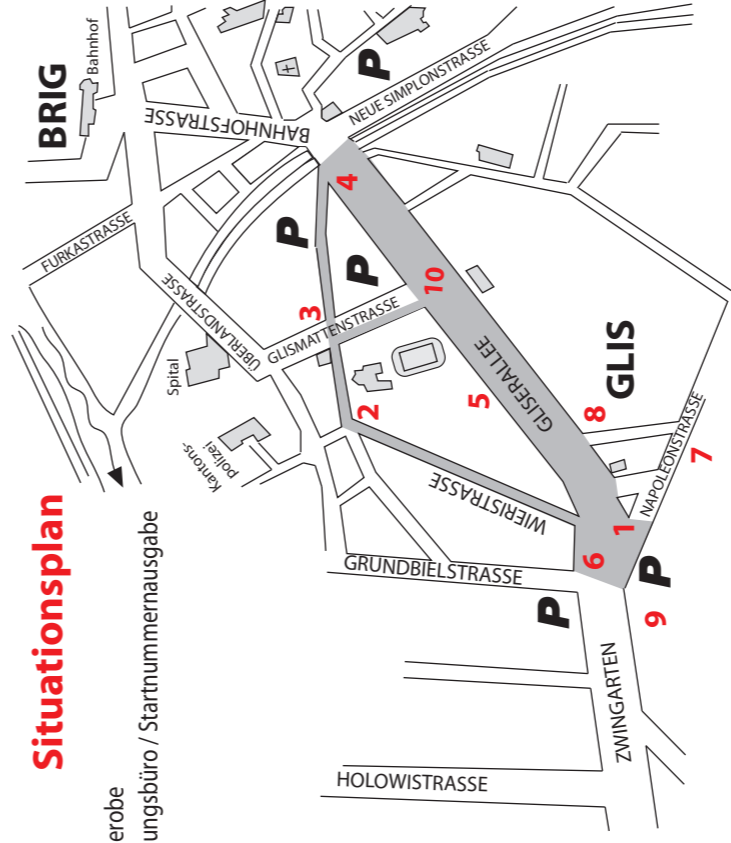 Situationsplan
erobe
ungsbüro / Startnummernausgabe
BRIG
Bahnhof
FURKASTRASSE
BAHNHOFSTRASSE
NEUE SIMPLONSTRASSE
P
ÜBERLANDSTRASSE
Spital
Kantons-
polizei
GLISMATTENSTRASSE
P
P
4
3
10
2
5
GLISERALLEE
8
GLIS
7
NAPOLEONSTRASSE
WIERISTRASSE
GRUNDBIELSTRASSE
6
1
P
P
9
ZWINGARTEN
HOLOWISTRASSE